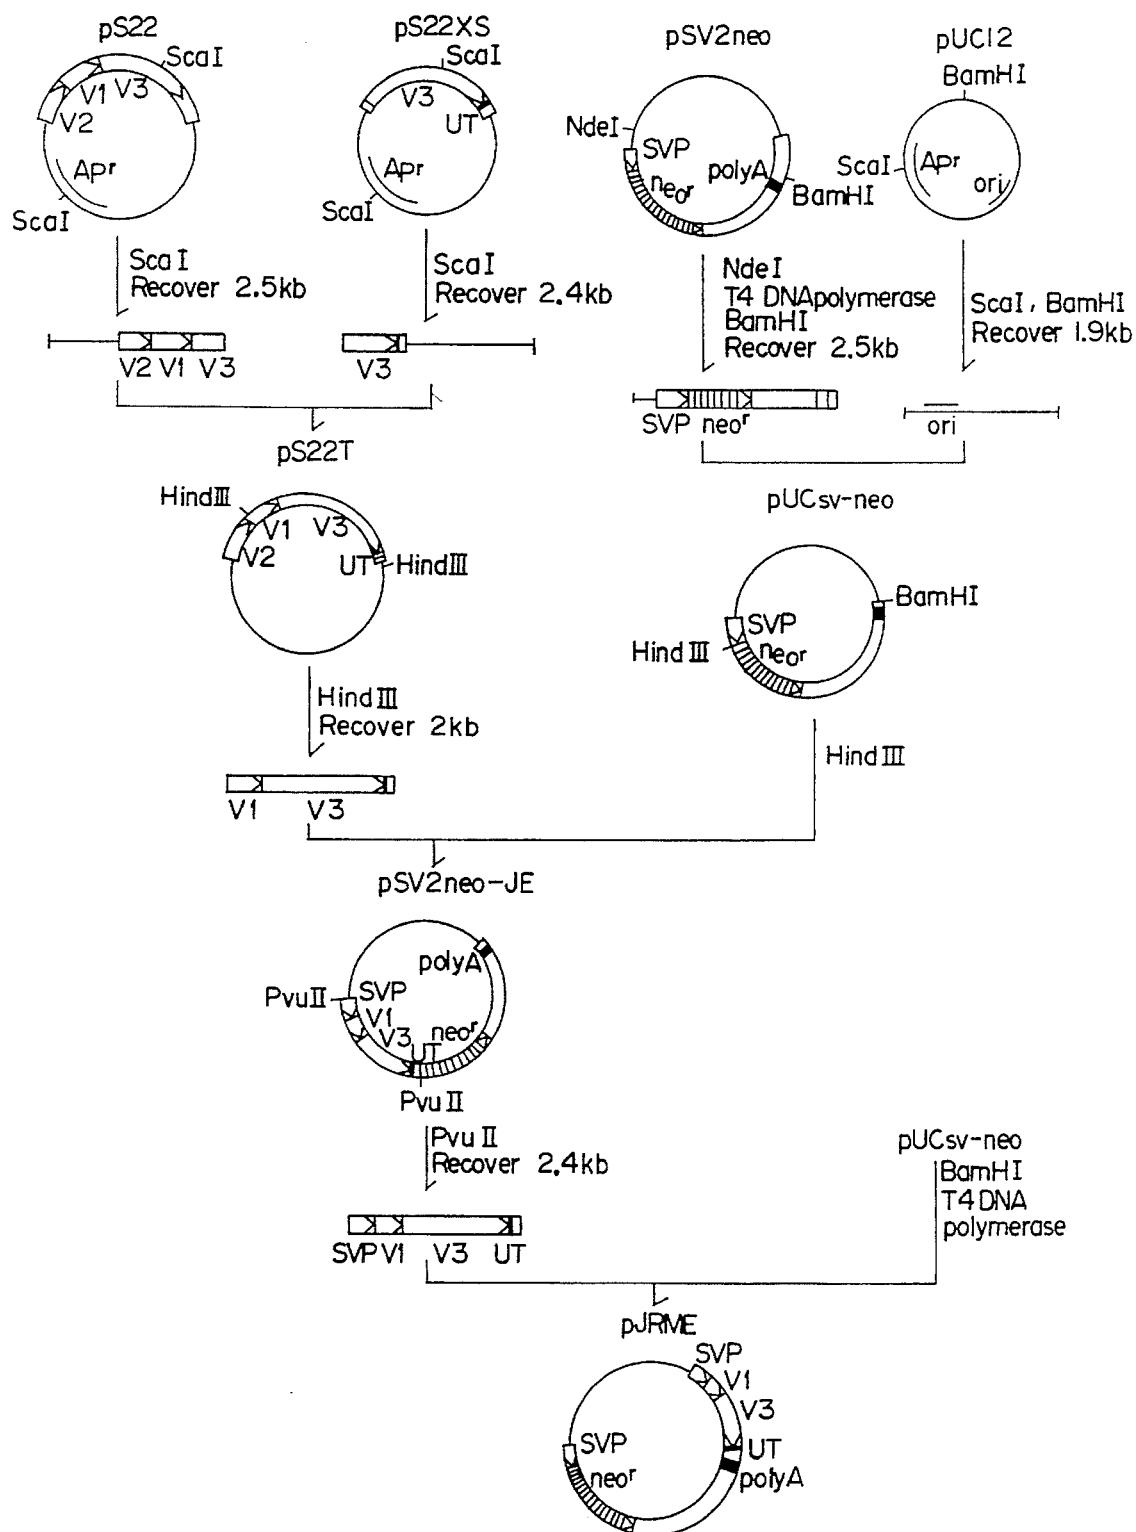 pS22
ScaI
V1
V3
V2
Apr
ScaI
ScaI
Recover 2.5kb
V2 V1 V3
pS22XS
ScaI
V3
UT
Apr
ScaI
ScaI
Recover 2.4kb
V3
pSV2neo
NdeI
SVP
neor
polyA
BamHI
NdeI
T4 DNApolymerase
BamHI
Recover 2.5kb
SVP neor
pUC12
BamHI
ScaI
Apr
ori
ScaI, BamHI
Recover 1.9kb
ori
pS22T
HindIII
V1
V3
V2
UT
HindIII
HindIII
Recover 2kb
V1 V3
pUCsv-neo
BamHI
SVP
HindIII
neor
HindIII
pSV2neo-JE
polyA
PvuII
SVP
V1
V3
neor
UT
PvuII
PvuII
Recover 2.4kb
SVP V1 V3 UT
pUCsv-neo
BamHI
T4 DNA
polymerase
pJRME
SVP
V1
V3
SVP
UT
neor
polyA